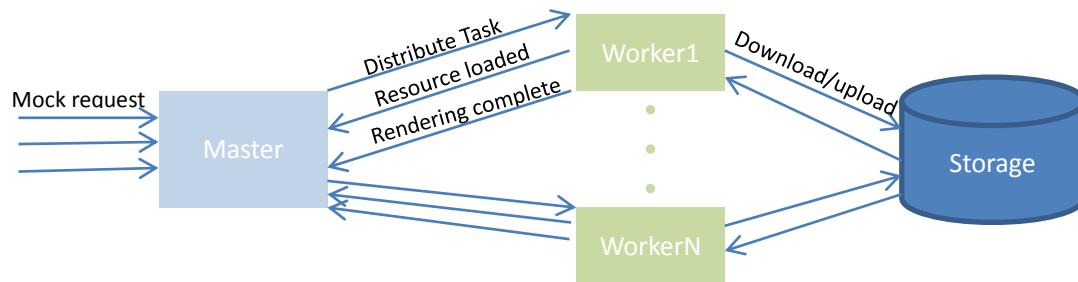 Mock request
Master
Distribute Task
Resource loaded
Rendering complete
Worker1
WorkerN
Download/upload
Storage